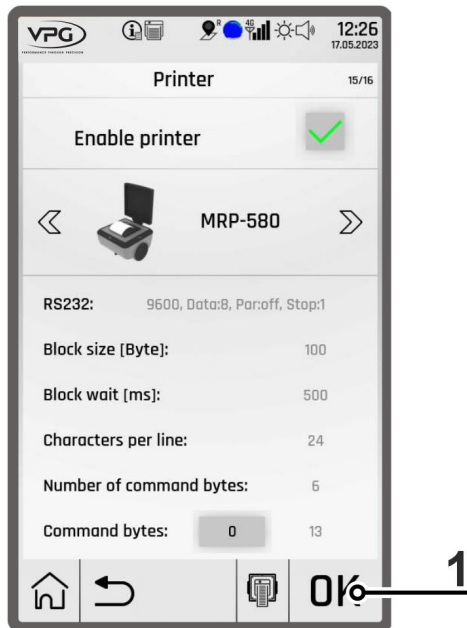 VPG
4G
12:26
17.05.2023
Printer 15/16
Enable printer
MRP-580
RS232: 9600, Data:8, Par:off, Stop:1
Block size [Byte]: 100
Block wait [ms]: 500
Characters per line: 24
Number of command bytes: 6
Command bytes: 0 13
OK
1